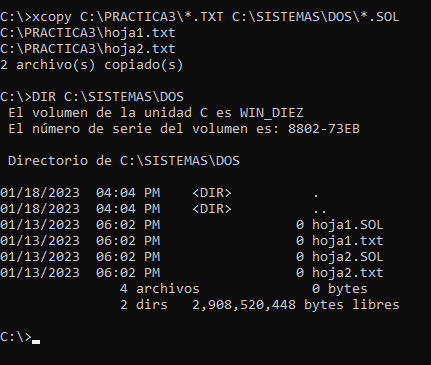 C:\>xcopy C:\PRACTICA3\*.TXT C:\SISTEMAS\DOS\*.SOL
C:\PRACTICA3\hoja1.txt
C:\PRACTICA3\hoja2.txt
2 archivo(s) copiado(s)
C:\>DIR C:\SISTEMAS\DOS
El volumen de la unidad C es WIN_DIEZ
El número de serie del volumen es: 8802-73EB
Directorio de C:\SISTEMAS\DOS
01/18/2023  04:04 PM    <DIR>          .
01/18/2023  04:04 PM    <DIR>          ..
01/13/2023  06:02 PM                 0 hoja1.SOL
01/13/2023  06:02 PM                 0 hoja1.txt
01/13/2023  06:02 PM                 0 hoja2.SOL
01/13/2023  06:02 PM                 0 hoja2.txt
4 archivos              0 bytes
2 dirs   2,908,520,448 bytes libres
C:\>